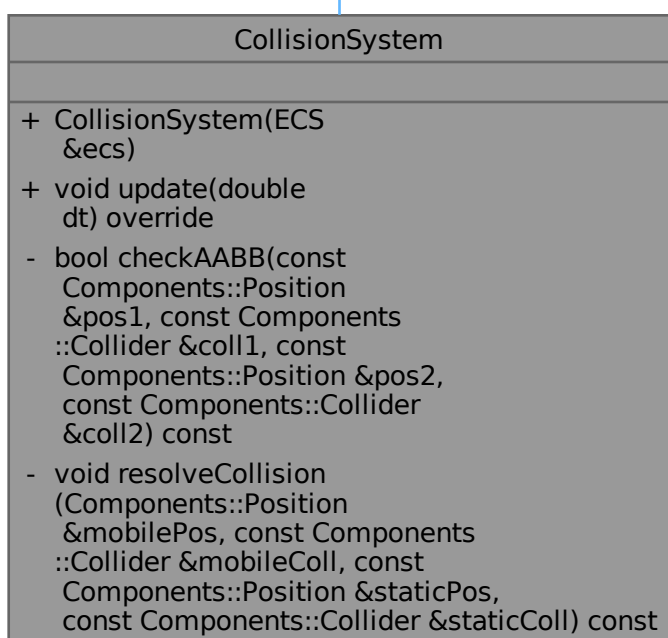 CollisionSystem
+ CollisionSystem(ECS
&ecs)
+ void update(double
dt) override
- bool checkAABB(const
Components::Position
&pos1, const Components
::Collider &coll1, const
Components::Position &pos2,
const Components::Collider
&coll2) const
- void resolveCollision
(Components::Position
&mobilePos, const Components
::Collider &mobileColl, const
Components::Position &staticPos,
const Components::Collider &staticColl) const